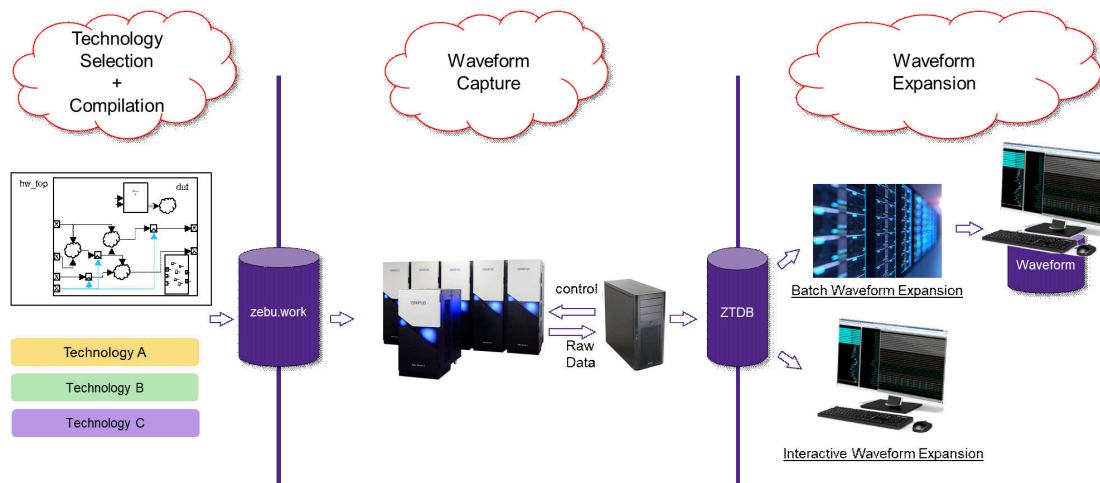 Technology
Selection
+
Compilation
Waveform
Capture
Waveform
Expansion
hw_top
dut
zebu.work
control
Raw
Data
ZTDB
Batch Waveform Expansion
Waveform
Technology A
Technology B
Technology C
Interactive Waveform Expansion